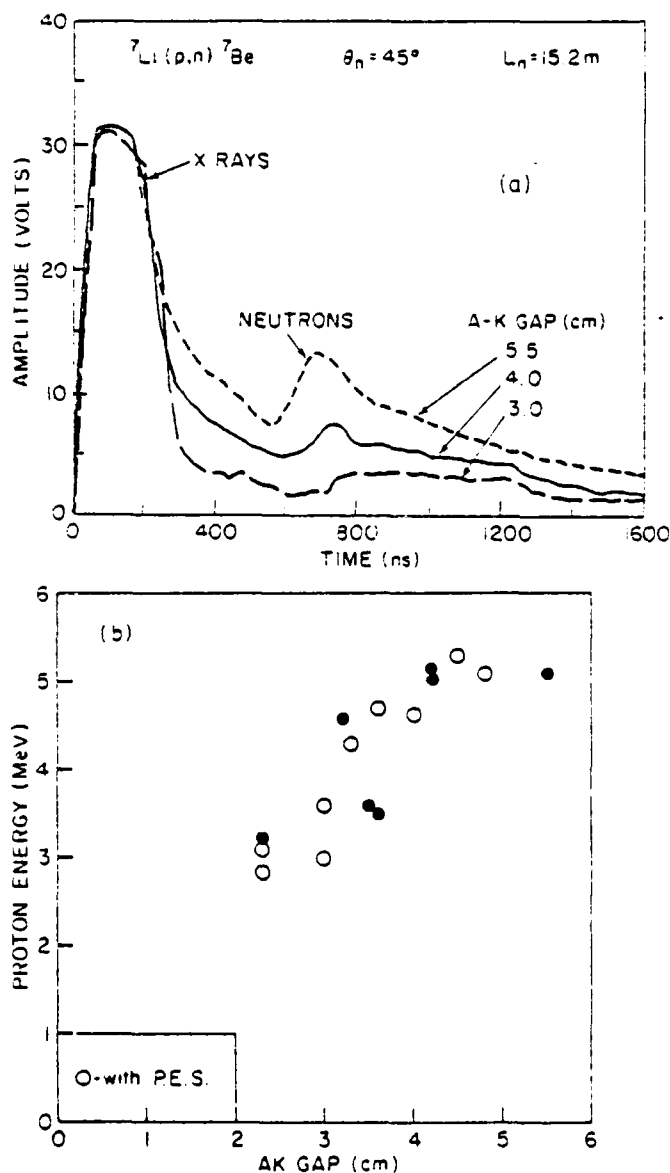 ⁷Li (p,n) ⁷Be θₙ = 45° Lₙ = 15.2 m
(a)
X RAYS
NEUTRONS
A-K GAP (cm)
5.5
4.0
3.0
AMPLITUDE (VOLTS)
40
30
20
10
0
0 400 800 1200 1600
TIME (ns)
(b)
PROTON ENERGY (MeV)
6
5
4
3
2
1
0
O-with P.E.S.
0 1 2 3 4 5 6
AK GAP (cm)